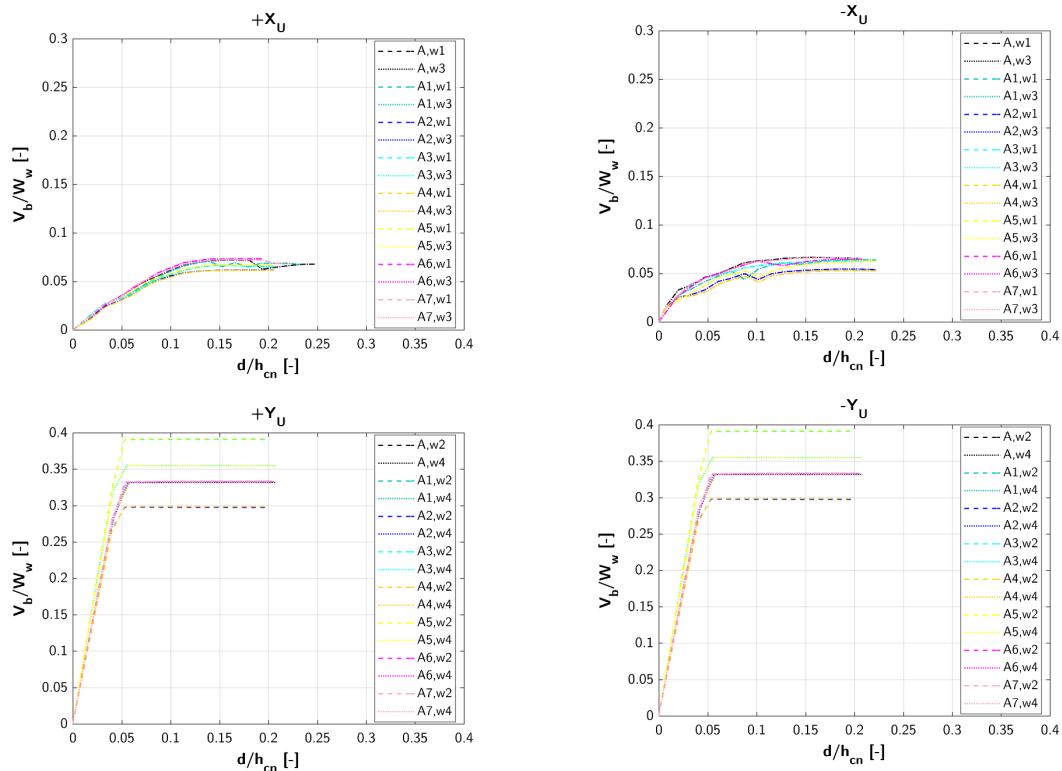 +X_U
0.3
0.25
0.2
0.15
0.1
0.05
0
V_b/W_w [-]
0
0.05
0.1
0.15
0.2
0.25
0.3
0.35
0.4
d/h_cn [-]
A,w1
A,w3
A1,w1
A1,w3
A2,w1
A2,w3
A3,w1
A3,w3
A4,w1
A4,w3
A5,w1
A5,w3
A6,w1
A6,w3
A7,w1
A7,w3
-X_U
0.3
0.25
0.2
0.15
0.1
0.05
0
V_b/W_w [-]
0
0.05
0.1
0.15
0.2
0.25
0.3
0.35
0.4
d/h_cn [-]
A,w1
A,w3
A1,w1
A1,w3
A2,w1
A2,w3
A3,w1
A3,w3
A4,w1
A4,w3
A5,w1
A5,w3
A6,w1
A6,w3
A7,w1
A7,w3
+Y_U
0.4
0.35
0.3
0.25
0.2
0.15
0.1
0.05
0
V_b/W_w [-]
0
0.05
0.1
0.15
0.2
0.25
0.3
0.35
0.4
d/h_cn [-]
A,w2
A,w4
A1,w2
A1,w4
A2,w2
A2,w4
A3,w2
A3,w4
A4,w2
A4,w4
A5,w2
A5,w4
A6,w2
A6,w4
A7,w2
A7,w4
-Y_U
0.4
0.35
0.3
0.25
0.2
0.15
0.1
0.05
0
V_b/W_w [-]
0
0.05
0.1
0.15
0.2
0.25
0.3
0.35
0.4
d/h_cn [-]
A,w2
A,w4
A1,w2
A1,w4
A2,w2
A2,w4
A3,w2
A3,w4
A4,w2
A4,w4
A5,w2
A5,w4
A6,w2
A6,w4
A7,w2
A7,w4